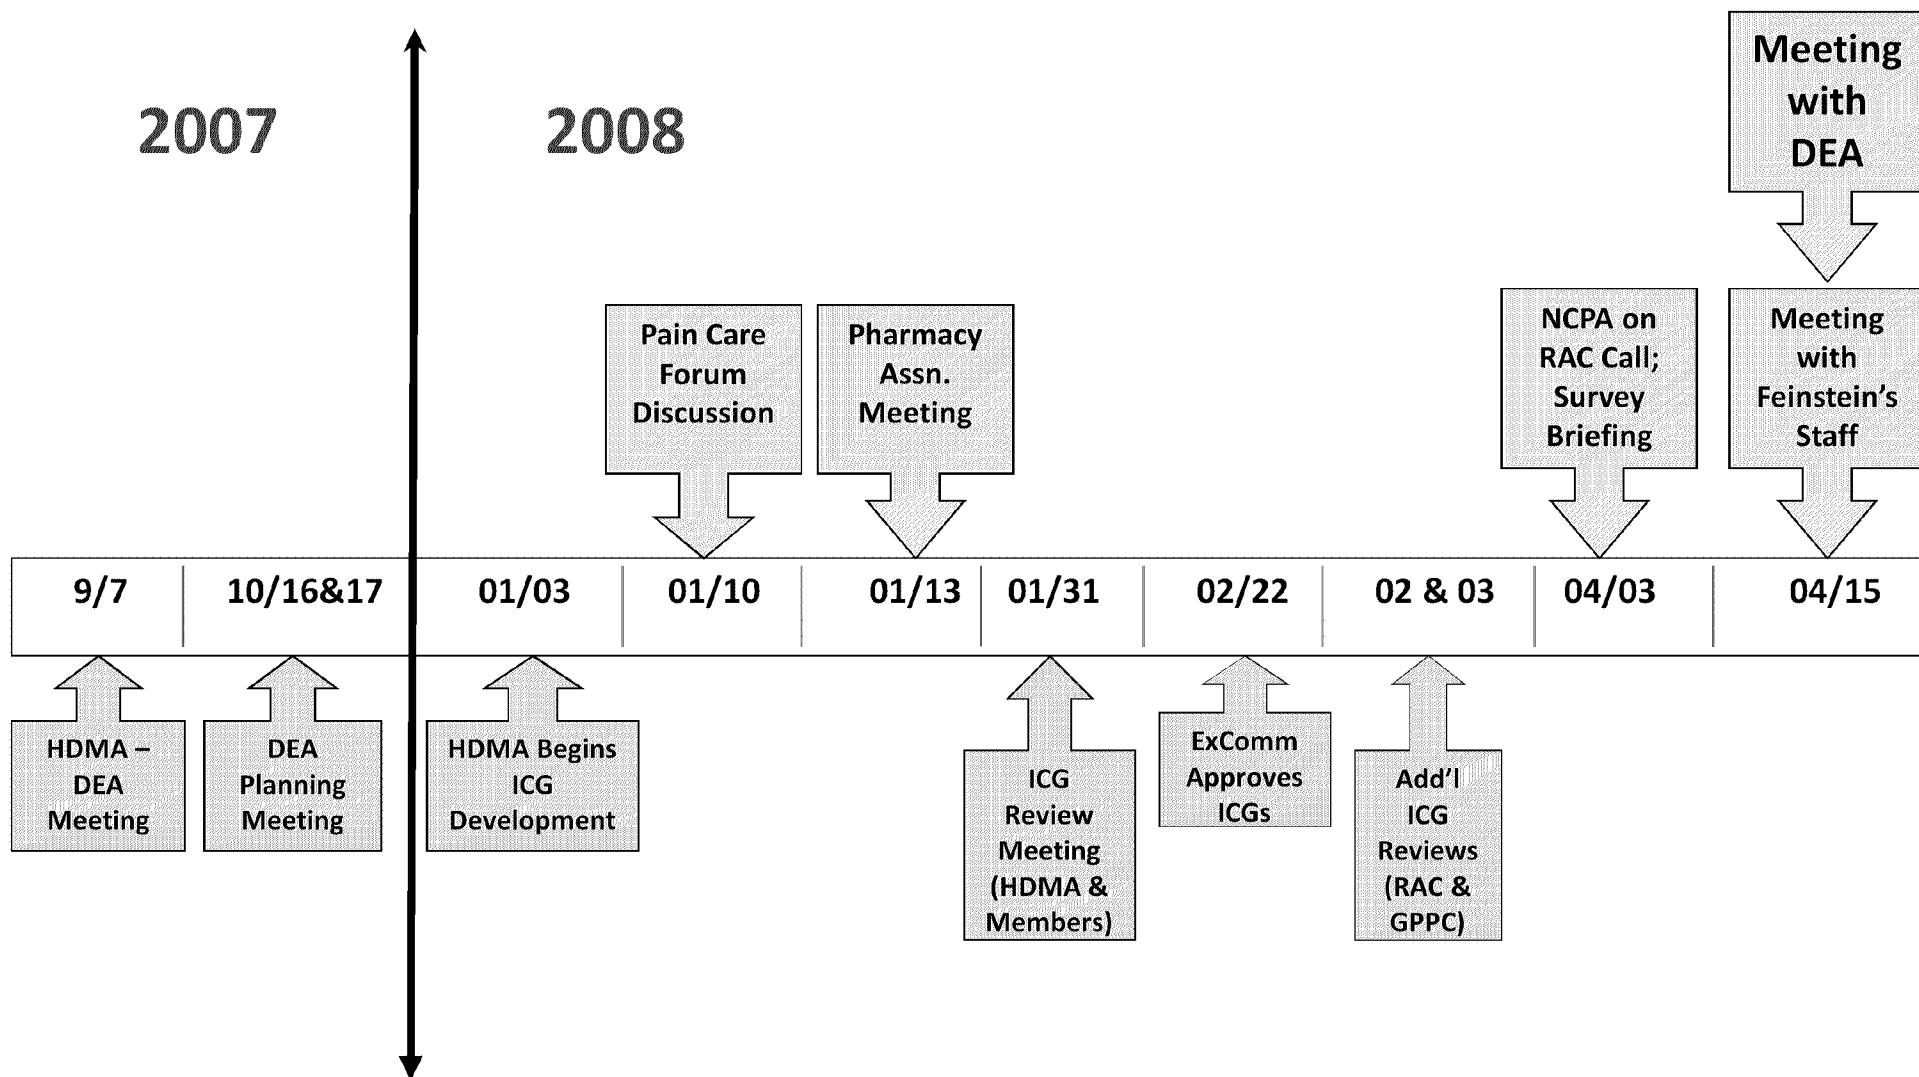 2007
2008
Meeting
with
DEA
Pain Care
Forum
Discussion
Pharmacy
Assn.
Meeting
NCPA on
RAC Call;
Survey
Briefing
Meeting
with
Feinstein’s
Staff
9/7
10/16&17
01/03
01/10
01/13
01/31
02/22
02 & 03
04/03
04/15
HDMA –
DEA
Meeting
DEA
Planning
Meeting
HDMA Begins
ICG
Development
ICG
Review
Meeting
(HDMA &
Members)
ExComm
Approves
ICGs
Add’l
ICG
Reviews
(RAC &
GPPC)